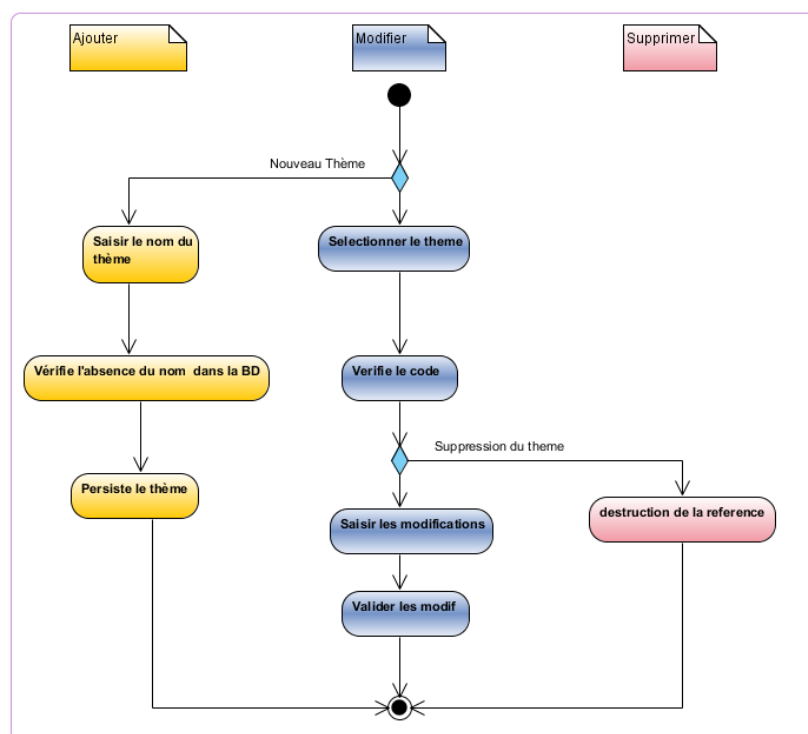 Ajouter
Modifier
Supprimer
Nouveau Thème
Saisir le nom du
thème
Selectionner le theme
Vérifie l'absence du nom dans la BD
Verifie le code
Suppression du theme
Persiste le thème
Saisir les modifications
destruction de la reference
Valider les modif